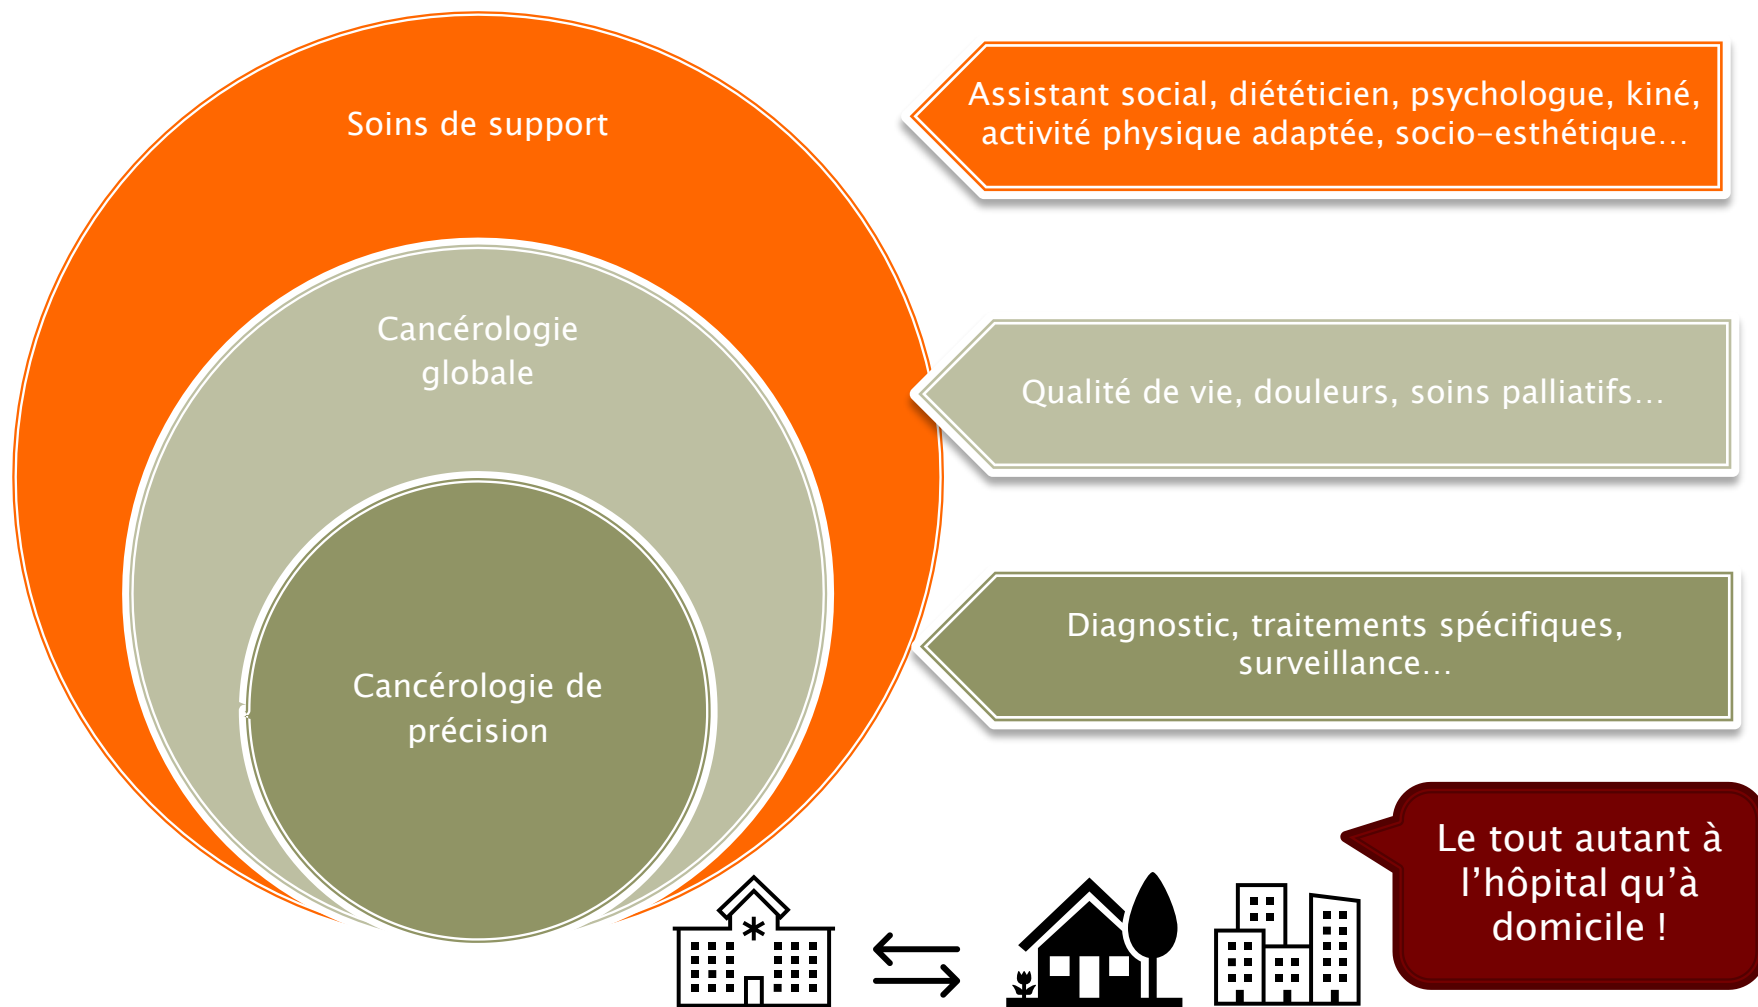 Soins de support
Assistant social, diététicien, psychologue, kiné,
activité physique adaptée, socio-esthétique…
Cancérologie
globale
Qualité de vie, douleurs, soins palliatifs…
Cancérologie de
précision
Diagnostic, traitements spécifiques,
surveillance…
Le tout autant à
l’hôpital qu’à
domicile !